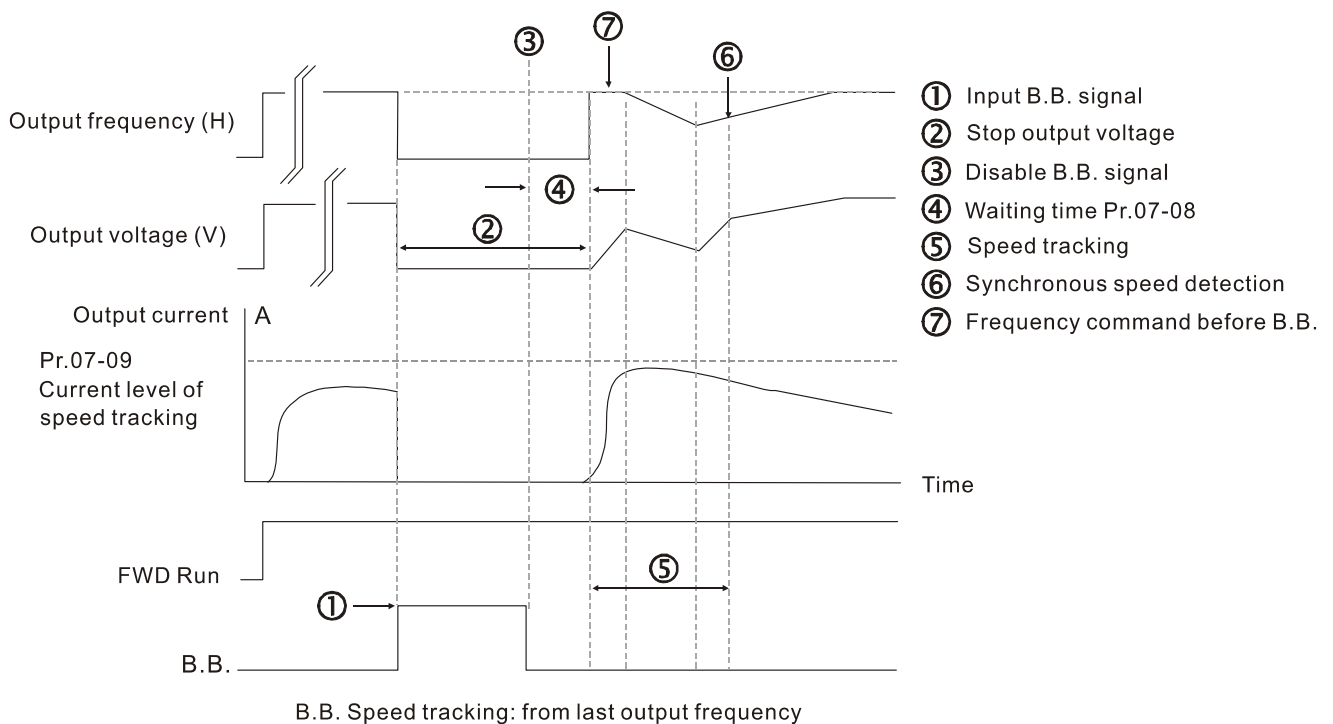 ⑦
③
⑥
Output frequency (H)
④
②
Output voltage (V)
① Input B.B. signal
② Stop output voltage
③ Disable B.B. signal
④ Waiting time Pr.07-08
⑤ Speed tracking
⑥ Synchronous speed detection
⑦ Frequency command before B.B.
Output current
A
Pr.07-09
Current level of
speed tracking
Time
FWD Run
⑤
①
B.B.
B.B. Speed tracking: from last output frequency